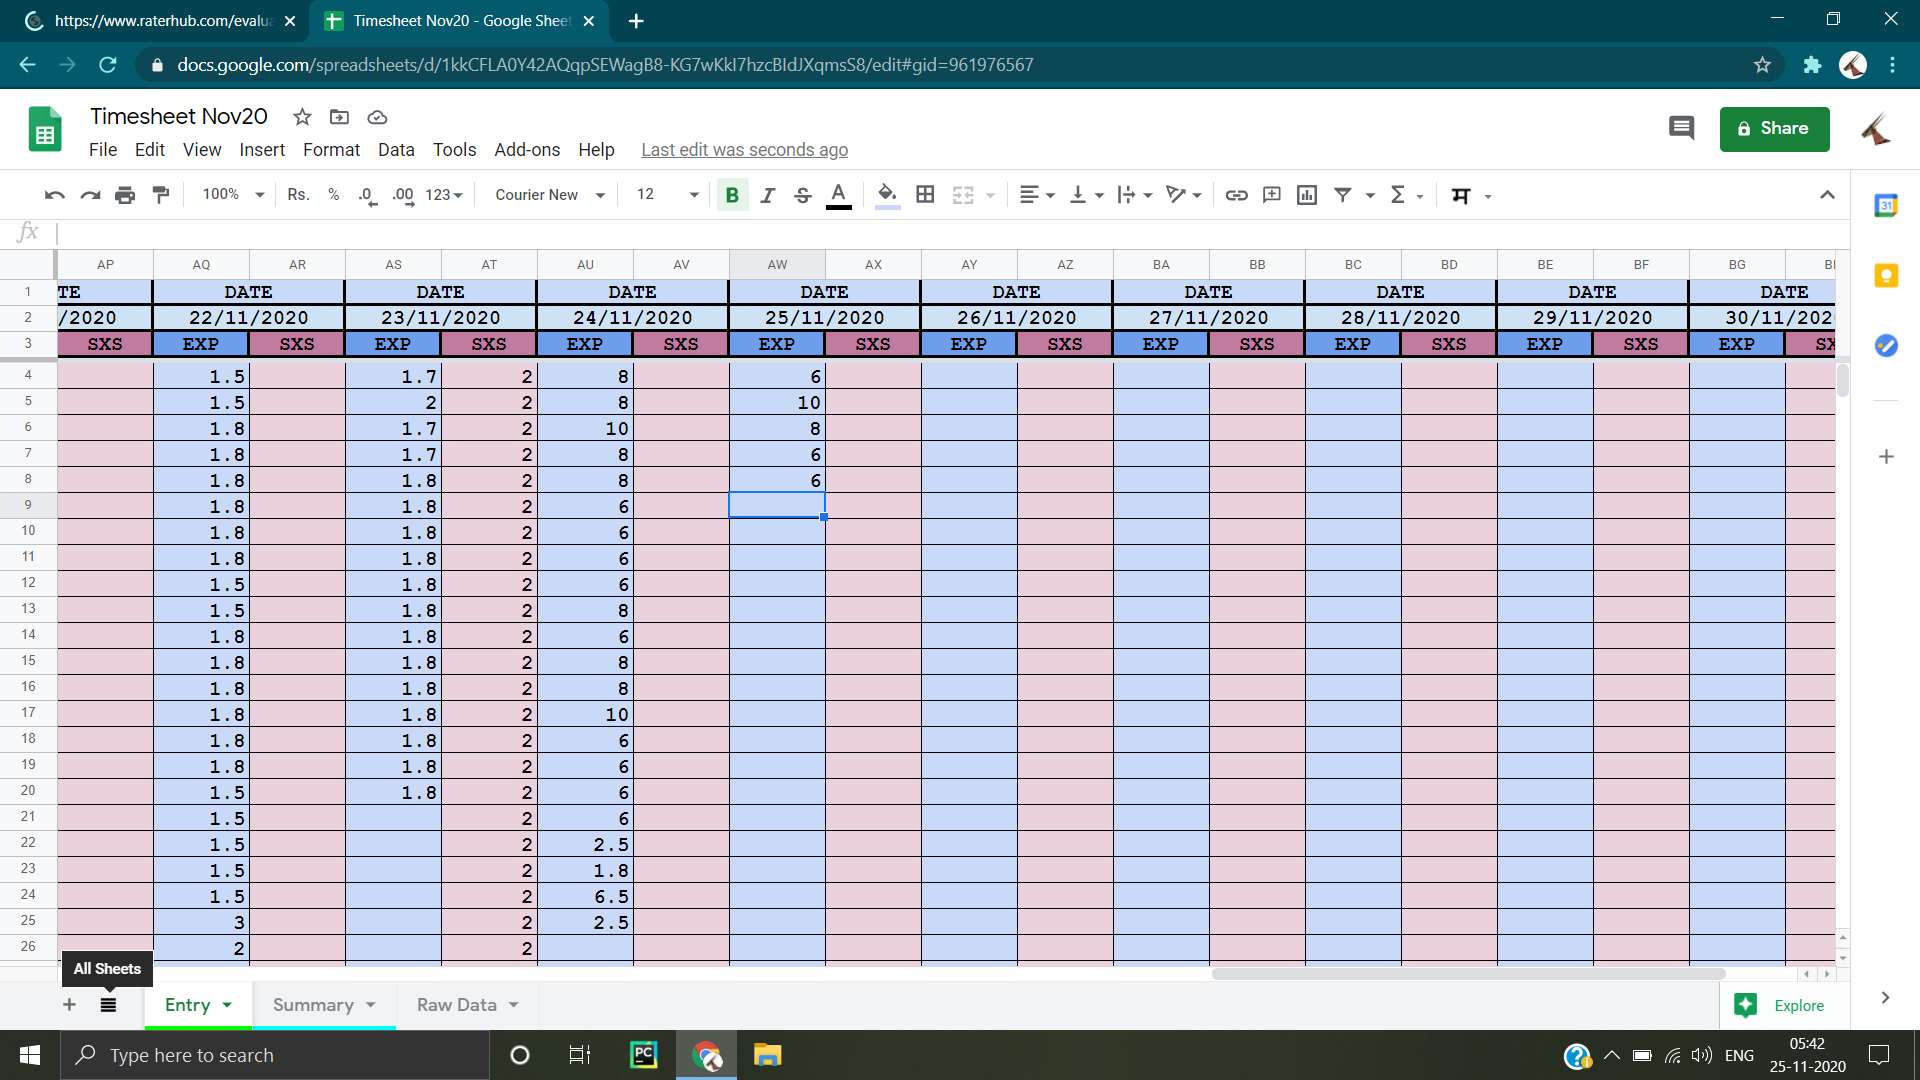 https://www.raterhub.com/evalua
Timesheet Nov20 - Google Sheet
docs.google.com/spreadsheets/d/1kkCFLA0Y42AQqpSEWagB8-KG7wKkI7hzcBIdJXqmsS8/edit#gid=961976567
Timesheet Nov20
File Edit View Insert Format Data Tools Add-ons Help Last edit was seconds ago
Share
100% Rs. % .0 .00 123 Courier New 12 B I S A Σ म
31
fx
AP AQ AR AS AT AU AV AW AX AY AZ BA BB BC BD BE BF BG
1 TE DATE DATE DATE DATE DATE DATE DATE DATE DATE
2 /2020 22/11/2020 23/11/2020 24/11/2020 25/11/2020 26/11/2020 27/11/2020 28/11/2020 29/11/2020 30/11/202
3 SXS EXP SXS EXP SXS EXP SXS EXP SXS EXP SXS EXP SXS EXP SXS EXP SXS EXP SX
4 1.5 1.7 2 8 6
5 1.5 2 2 8 10
6 1.8 1.7 2 10 8
7 1.8 1.7 2 8 6
8 1.8 1.8 2 8 6
9 1.8 1.8 2 6
10 1.8 1.8 2 6
11 1.8 1.8 2 6
12 1.5 1.8 2 6
13 1.5 1.8 2 8
14 1.8 1.8 2 6
15 1.8 1.8 2 8
16 1.8 1.8 2 8
17 1.8 1.8 2 10
18 1.8 1.8 2 6
19 1.8 1.8 2 6
20 1.5 1.8 2 6
21 1.5 2 6
22 1.5 2 2.5
23 1.5 2 1.8
24 1.5 2 6.5
25 3 2 2.5
26 2 2
All Sheets
Entry Summary Raw Data Explore
Type here to search
PC
ENG
05:42
25-11-2020